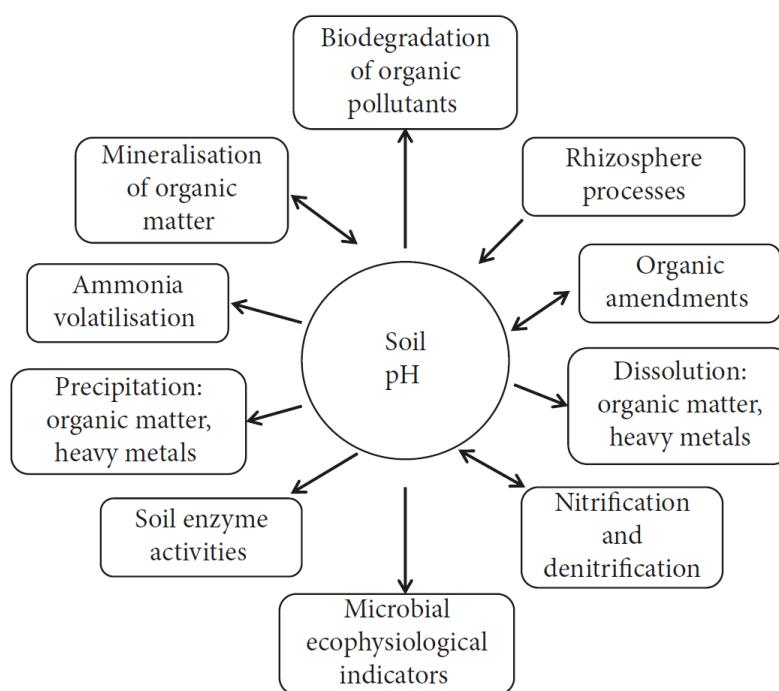 Biodegradation
of organic
pollutants
Mineralisation
of organic
matter
Rhizosphere
processes
Ammonia
volatilisation
Organic
amendments
Soil
pH
Precipitation:
organic matter,
heavy metals
Dissolution:
organic matter,
heavy metals
Soil enzyme
activities
Nitrification
and
denitrification
Microbial
ecophysiological
indicators